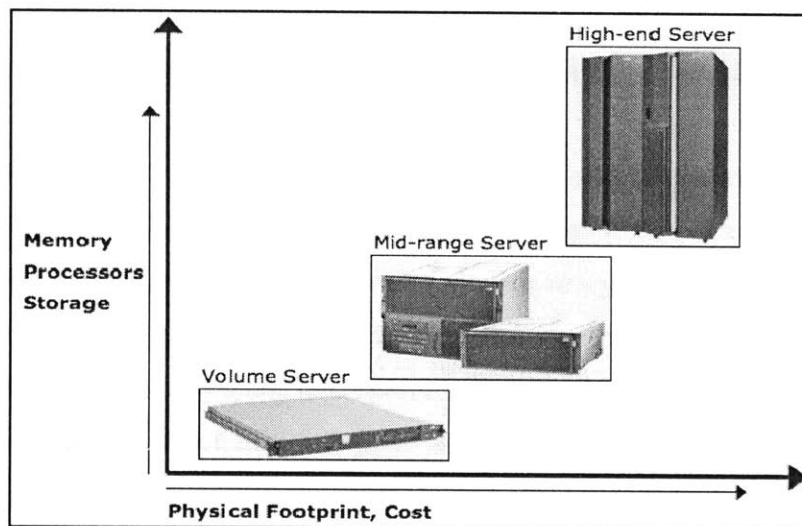 High-end Server
Mid-range Server
Memory
Processors
Storage
Volume Server
Physical Footprint, Cost